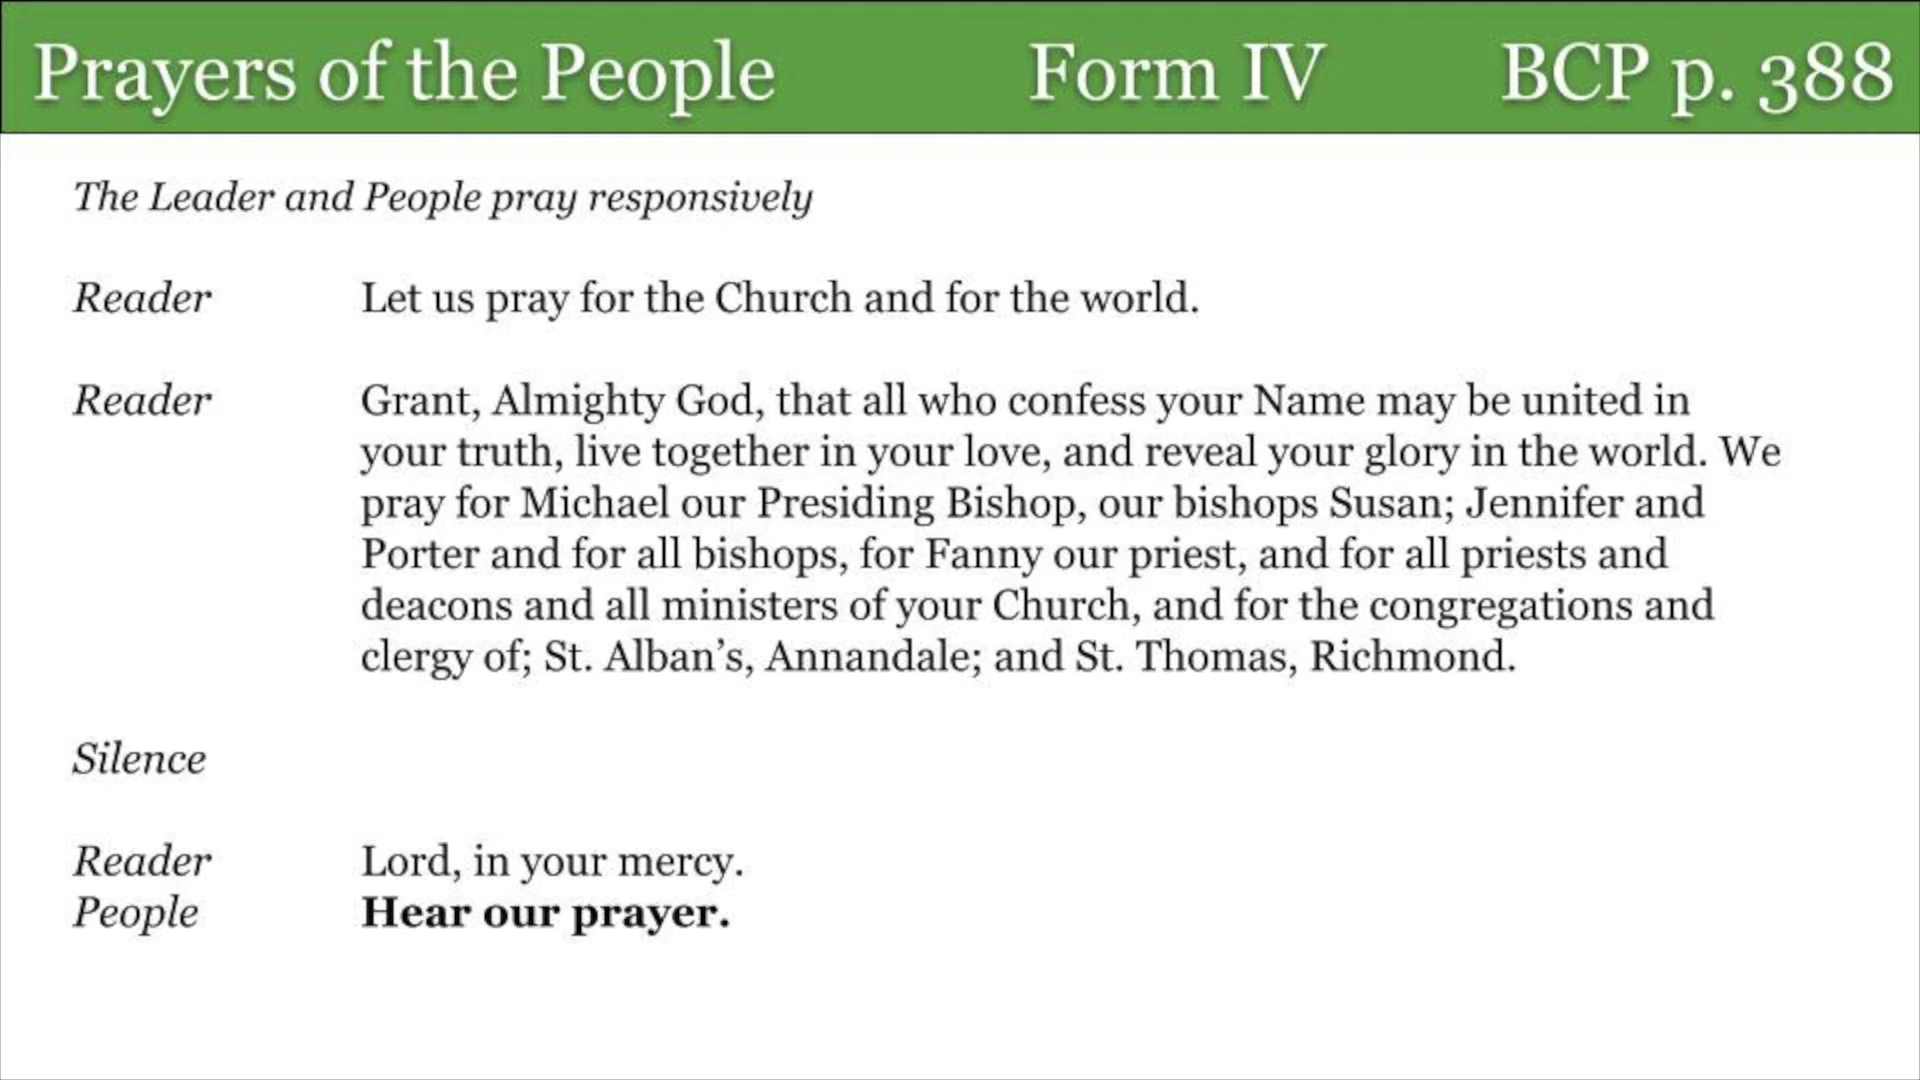 Prayers of the People Form IV BCP p. 388
The Leader and People pray responsively
Reader Let us pray for the Church and for the world.
Reader Grant, Almighty God, that all who confess your Name may be united in
your truth, live together in your love, and reveal your glory in the world. We
pray for Michael our Presiding Bishop, our bishops Susan; Jennifer and
Porter and for all bishops, for Fanny our priest, and for all priests and
deacons and all ministers of your Church, and for the congregations and
clergy of; St. Alban’s, Annandale; and St. Thomas, Richmond.
Silence
Reader Lord, in your mercy.
People Hear our prayer.